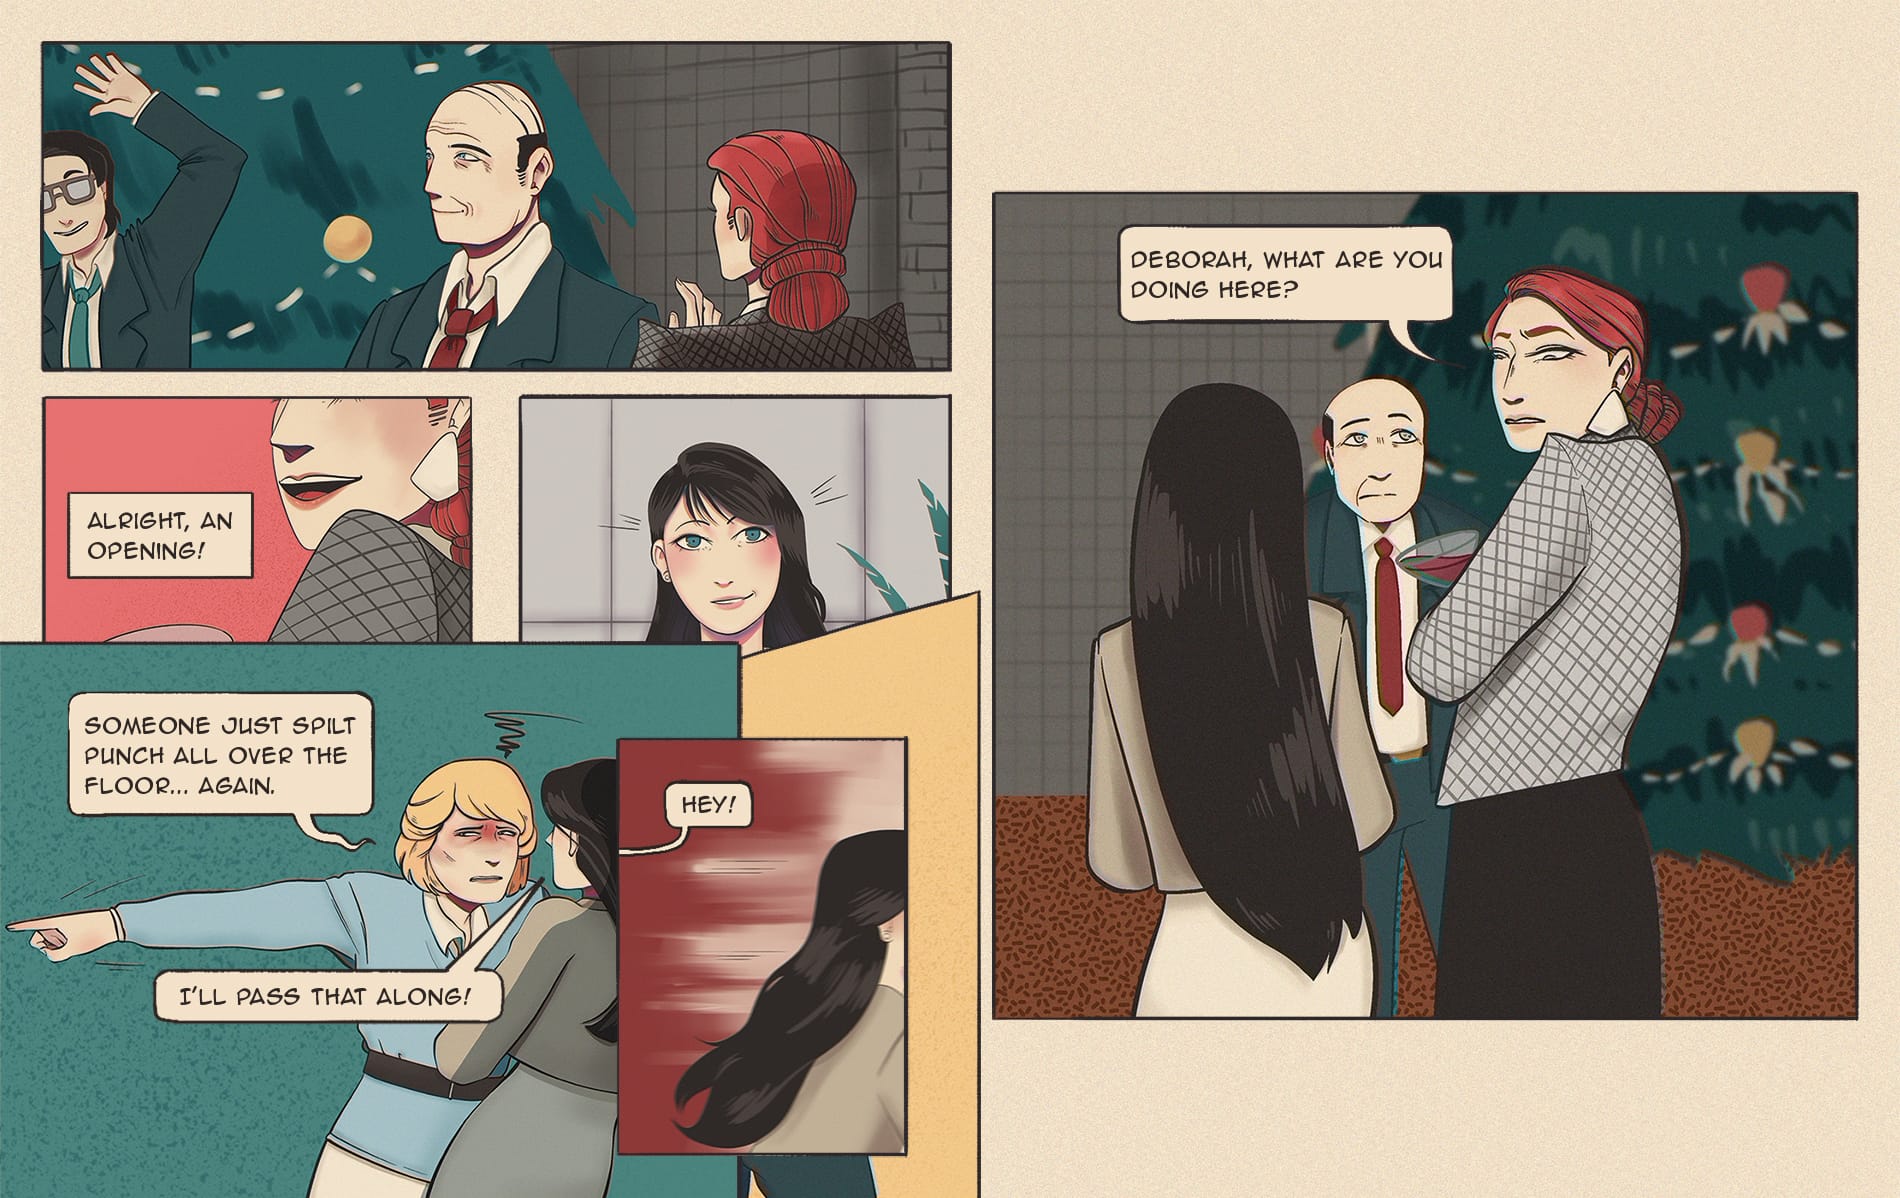 ALRIGHT, AN
OPENING!
SOMEONE JUST SPILT
PUNCH ALL OVER THE
FLOOR... AGAIN.
I'LL PASS THAT ALONG!
HEY!
DEBORAH, WHAT ARE YOU
DOING HERE?